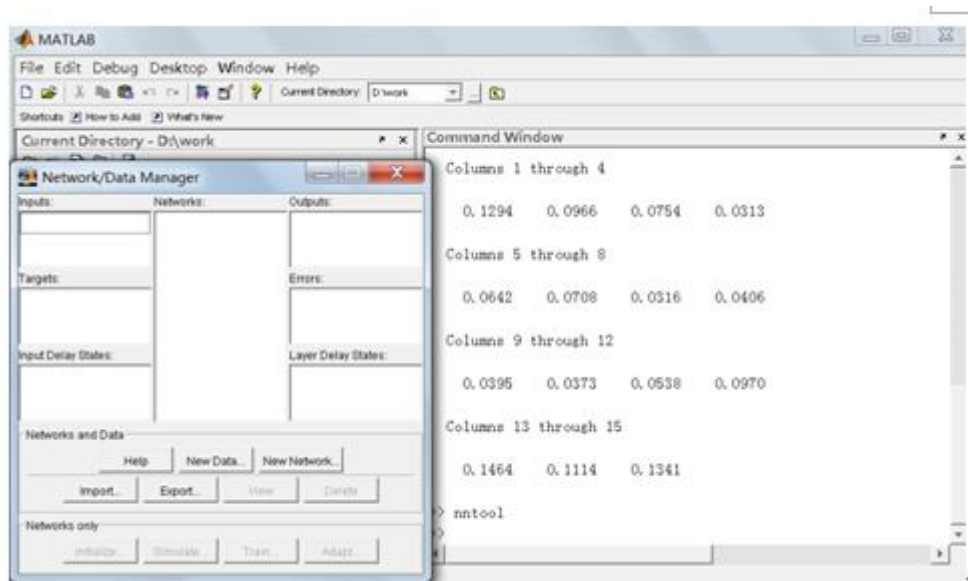 MATLAB
File Edit Debug Desktop Window Help
Current Directory: D:\work
Shortcuts How to Add What's New
Current Directory - D:\work
Network/Data Manager
Inputs: Networks: Outputs:
Targets: Errors:
Input Delay States: Layer Delay States:
Networks and Data
Help New Data... New Network...
Import... Export... View Delete
Networks only
Initialize... Simulate... Train... Adapt...
Command Window
Columns 1 through 4
0.1294 0.0966 0.0754 0.0313
Columns 5 through 8
0.0642 0.0708 0.0316 0.0406
Columns 9 through 12
0.0395 0.0373 0.0538 0.0970
Columns 13 through 15
0.1464 0.1114 0.1341
>> nntool
>>